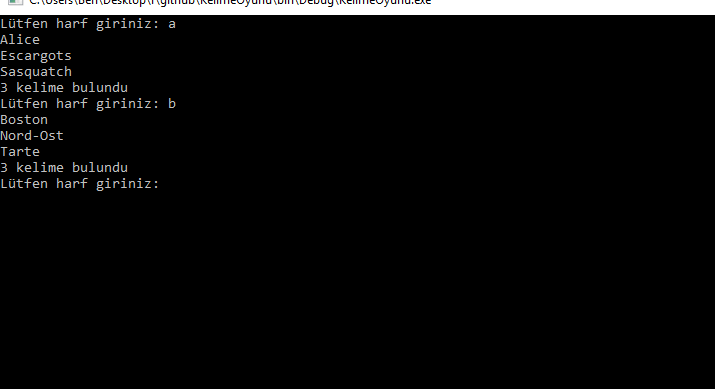 C:\Users\Ben\Desktop\I\github\KelimeOyunu\bin\Debug\KelimeOyunu.exe
Lütfen harf giriniz: a
Alice
Escargots
Sasquatch
3 kelime bulundu
Lütfen harf giriniz: b
Boston
Nord-Ost
Tarte
3 kelime bulundu
Lütfen harf giriniz: